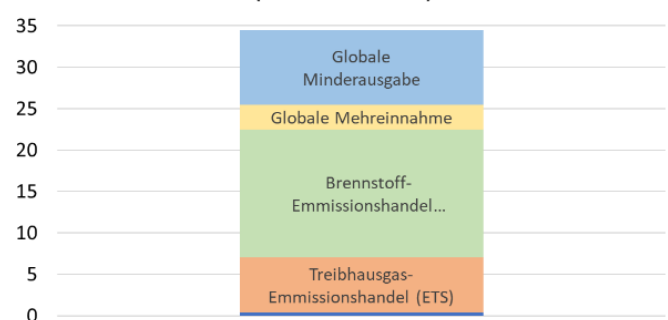 35
Globale
Minderausgabe
30
25
Globale Mehreinnahme
20
Brennstoff-
Emmissionshandel...
15
10
5
Treibhausgas-
Emmissionshandel (ETS)
0